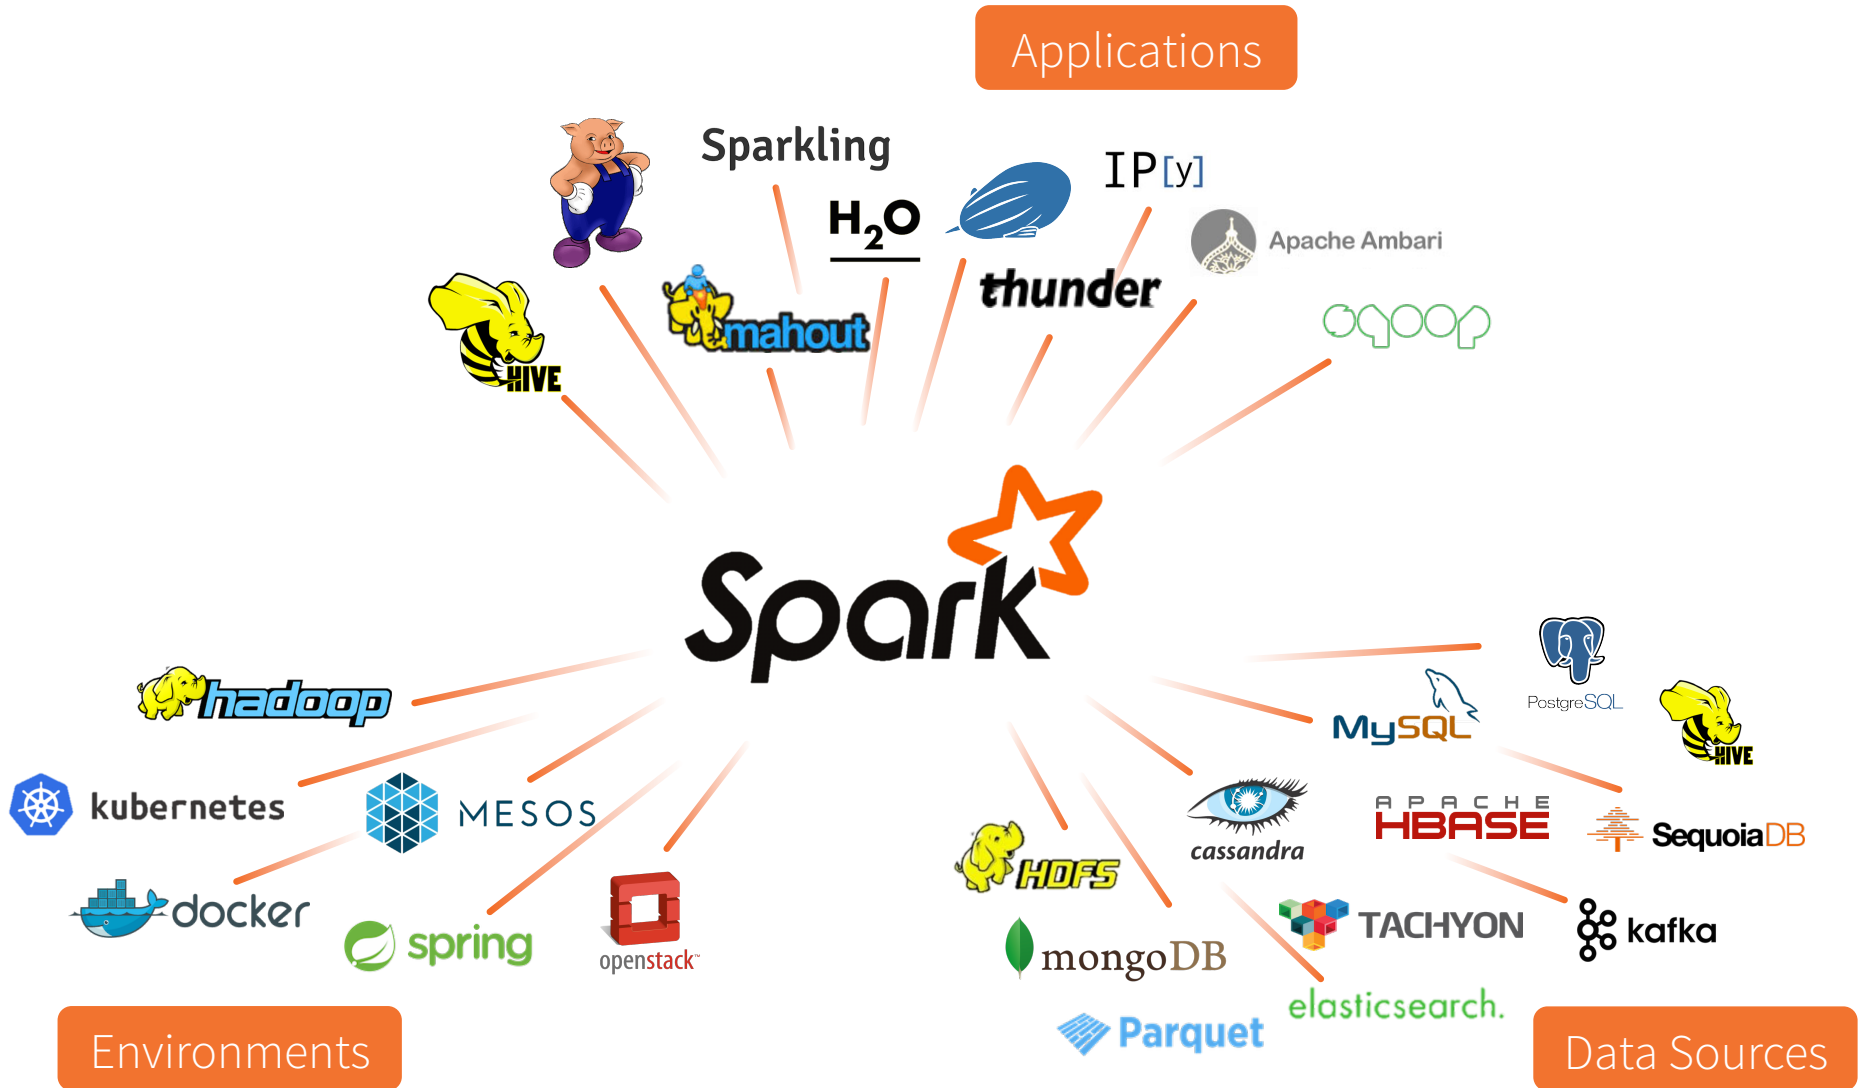 Applications
Sparkling
H2O
IP[y]
Apache Ambari
thunder
mahout
sqoop
HIVE
Spark
hadoop
kubernetes
MESOS
docker
spring
openstack™
Environments
PostgreSQL
MySQL
HIVE
cassandra
APACHE
HBASE
SequoiaDB
HDFS
TACHYON
kafka
mongoDB
elasticsearch.
Parquet
Data Sources